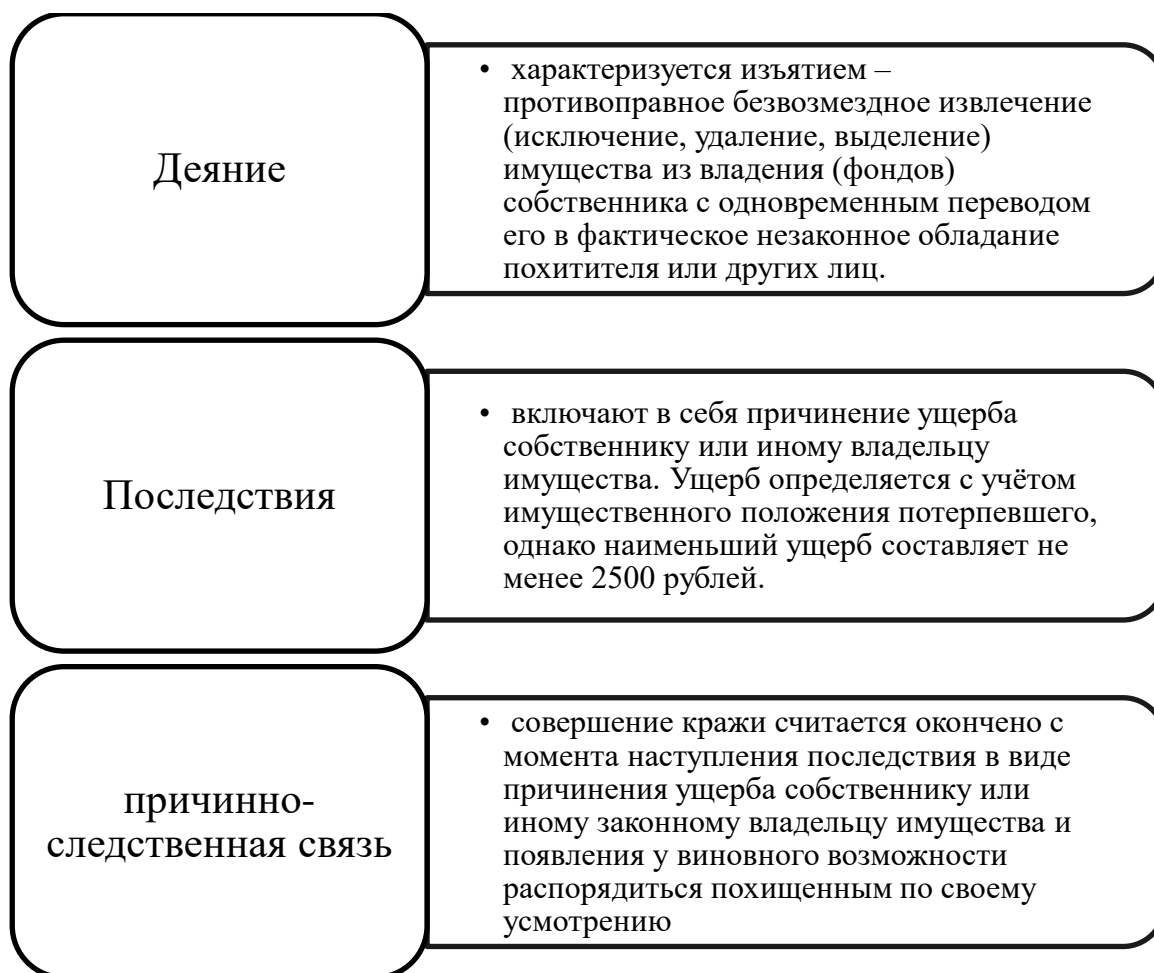 Деяние
• характеризуется изъятием –
противоправное безвозмездное извлечение
(исключение, удаление, выделение)
имущества из владения (фондов)
собственника с одновременным переводом
его в фактическое незаконное обладание
похитителя или других лиц.
Последствия
• включают в себя причинение ущерба
собственнику или иному владельцу
имущества. Ущерб определяется с учётом
имущественного положения потерпевшего,
однако наименьший ущерб составляет не
менее 2500 рублей.
причинно-
следственная связь
• совершение кражи считается окончено с
момента наступления последствия в виде
причинения ущерба собственнику или
иному законному владельцу имущества и
появления у виновного возможности
распорядиться похищенным по своему
усмотрению